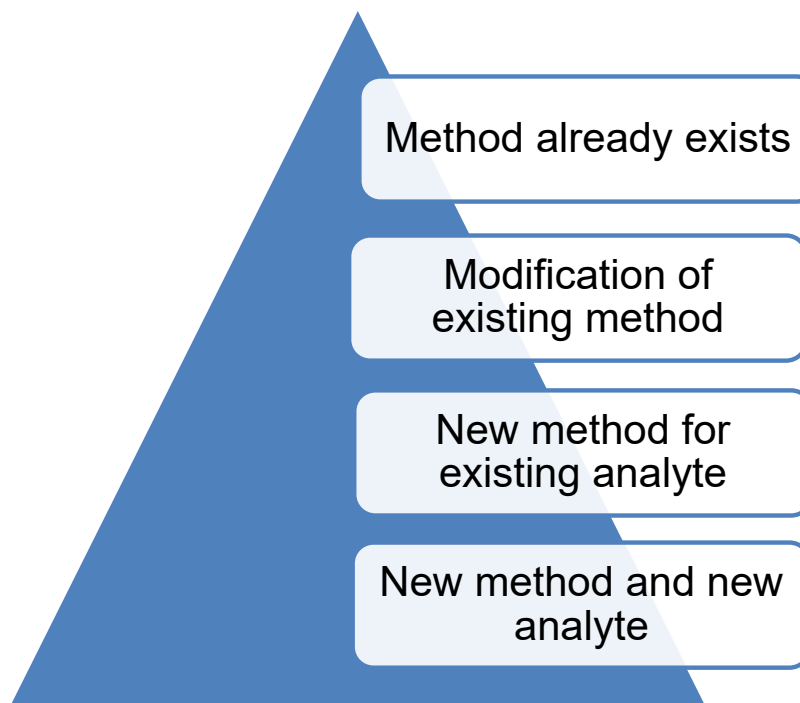 Method already exists
Modification of
existing method
New method for
existing analyte
New method and new
analyte